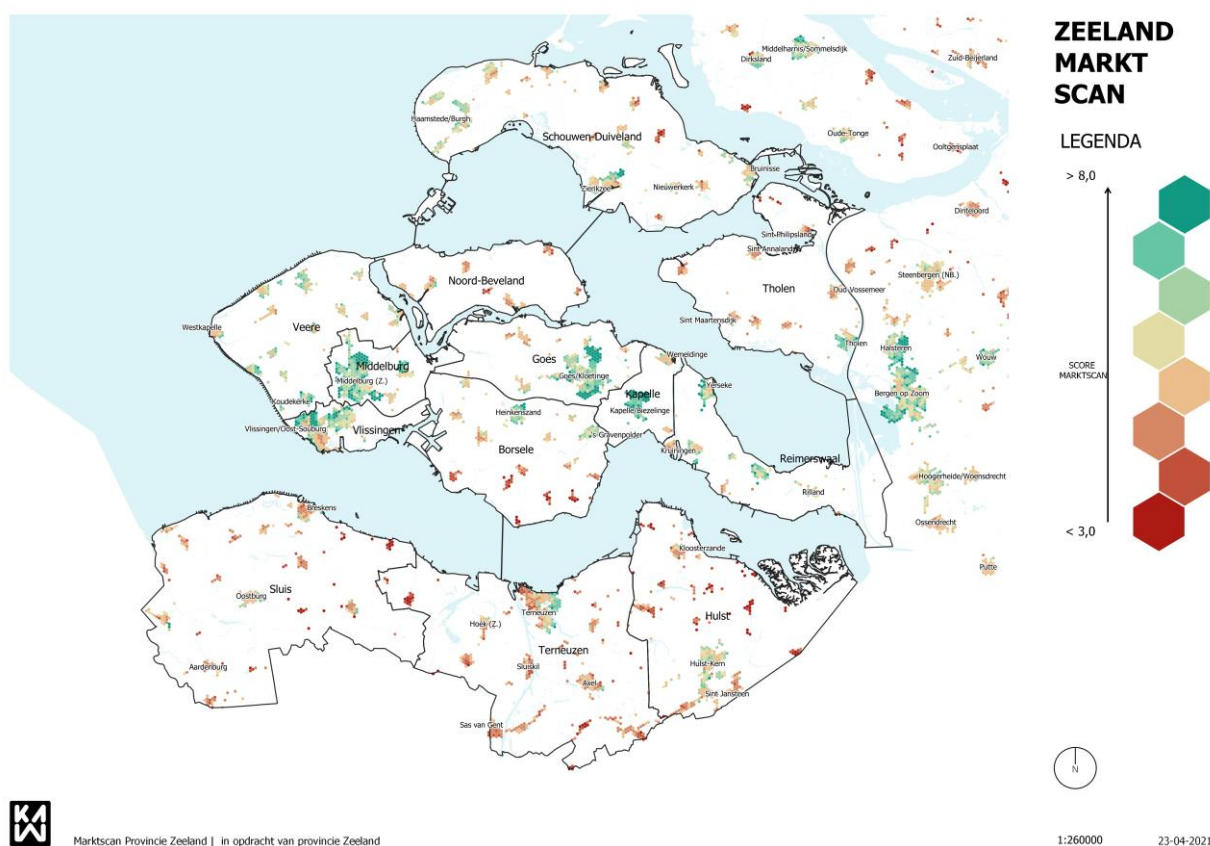 ZEELAND
MARKT
SCAN
LEGENDA
> 8,0
SCORE
MARKTSCAN
< 3,0
N
1:260000
23-04-2021
Middelharnis/Sommelsdijk
Dirksland
Zuid-Beijerland
Haamstede/Burgh
Schouwen-Duiveland
Oude-Tonge
Ooltgensplaat
Bruinisse
Zierikzee
Nieuwerkerk
Dinteloord
Sint Philipsland
Sint Annaland
Noord-Beveland
Steenbergen (NB.)
Tholen
Oud-Vossemeer
Veere
Westkapelle
Sint Maartensdijk
Tholen
Halsteren
Wouw
Goes
Wemeldinge
Middelburg
Middelburg (Z.)
Goes/Kloetinge
Yerseke
Kapelle
Bergen op Zoom
Koudekerke
Heinkenszand
Kapelle/Biezelinge
Vlissingen/Oost-Souburg
Vlissingen
's-Gravenpolder
Borsele
Kruiningen
Reimerswaal
Hoogerheide/Woensdrecht
Rilland
Breskens
Ossendrecht
Kloosterzande
Putte
Sluis
Oostburg
Terneuzen
Hulst
Hoek (Z.)
Terneuzen
Aardenburg
Sluiskil
Hulst-Kern
Axel
Sint Jansteen
Sas van Gent
KAW
Marktscan Provincie Zeeland | in opdracht van provincie Zeeland